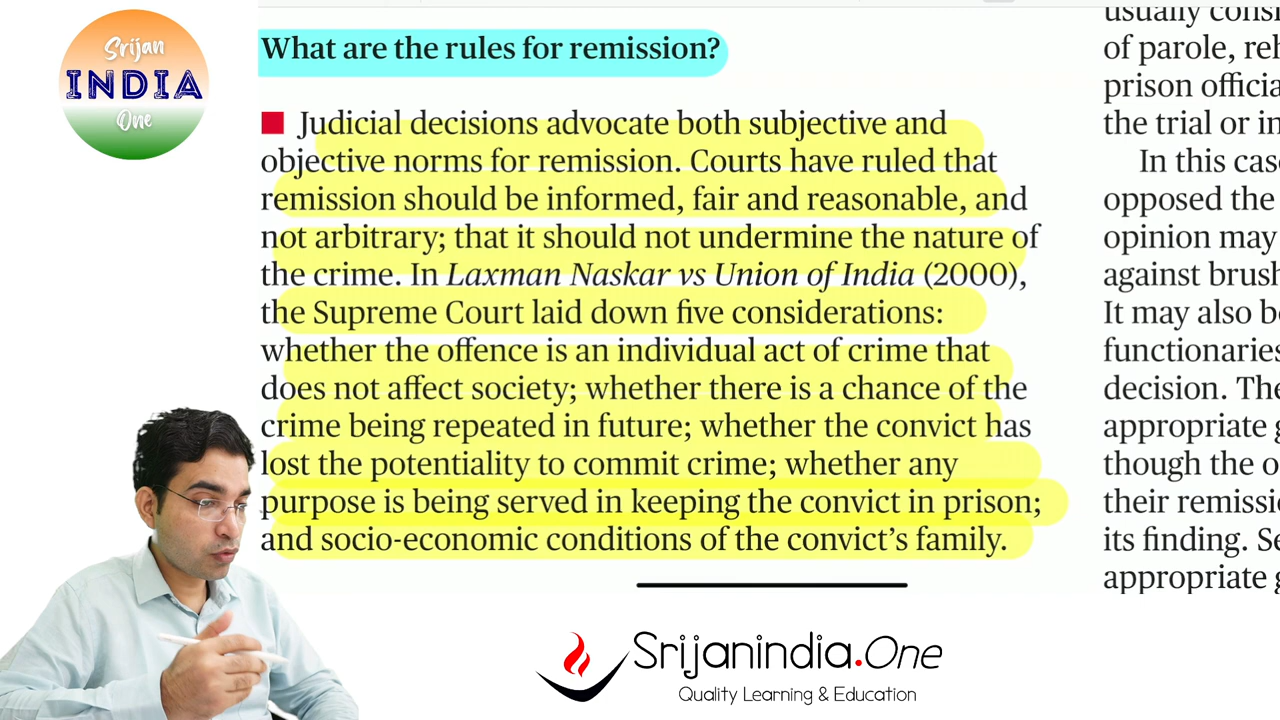 Srijan
INDIA
One
What are the rules for remission?
Judicial decisions advocate both subjective and
objective norms for remission. Courts have ruled that
remission should be informed, fair and reasonable, and
not arbitrary; that it should not undermine the nature of
the crime. In Laxman Naskar vs Union of India (2000),
the Supreme Court laid down five considerations:
whether the offence is an individual act of crime that
does not affect society; whether there is a chance of the
crime being repeated in future; whether the convict has
lost the potentiality to commit crime; whether any
purpose is being served in keeping the convict in prison;
and socio-economic conditions of the convict's family.
usually
of parole,
prison
the trial or
In this
opposed the
opinion may
against
It may also
functionaries
decision.
appropriate
though the
their
its finding.
appropriate
Srijanindia.One
Quality Learning & Education